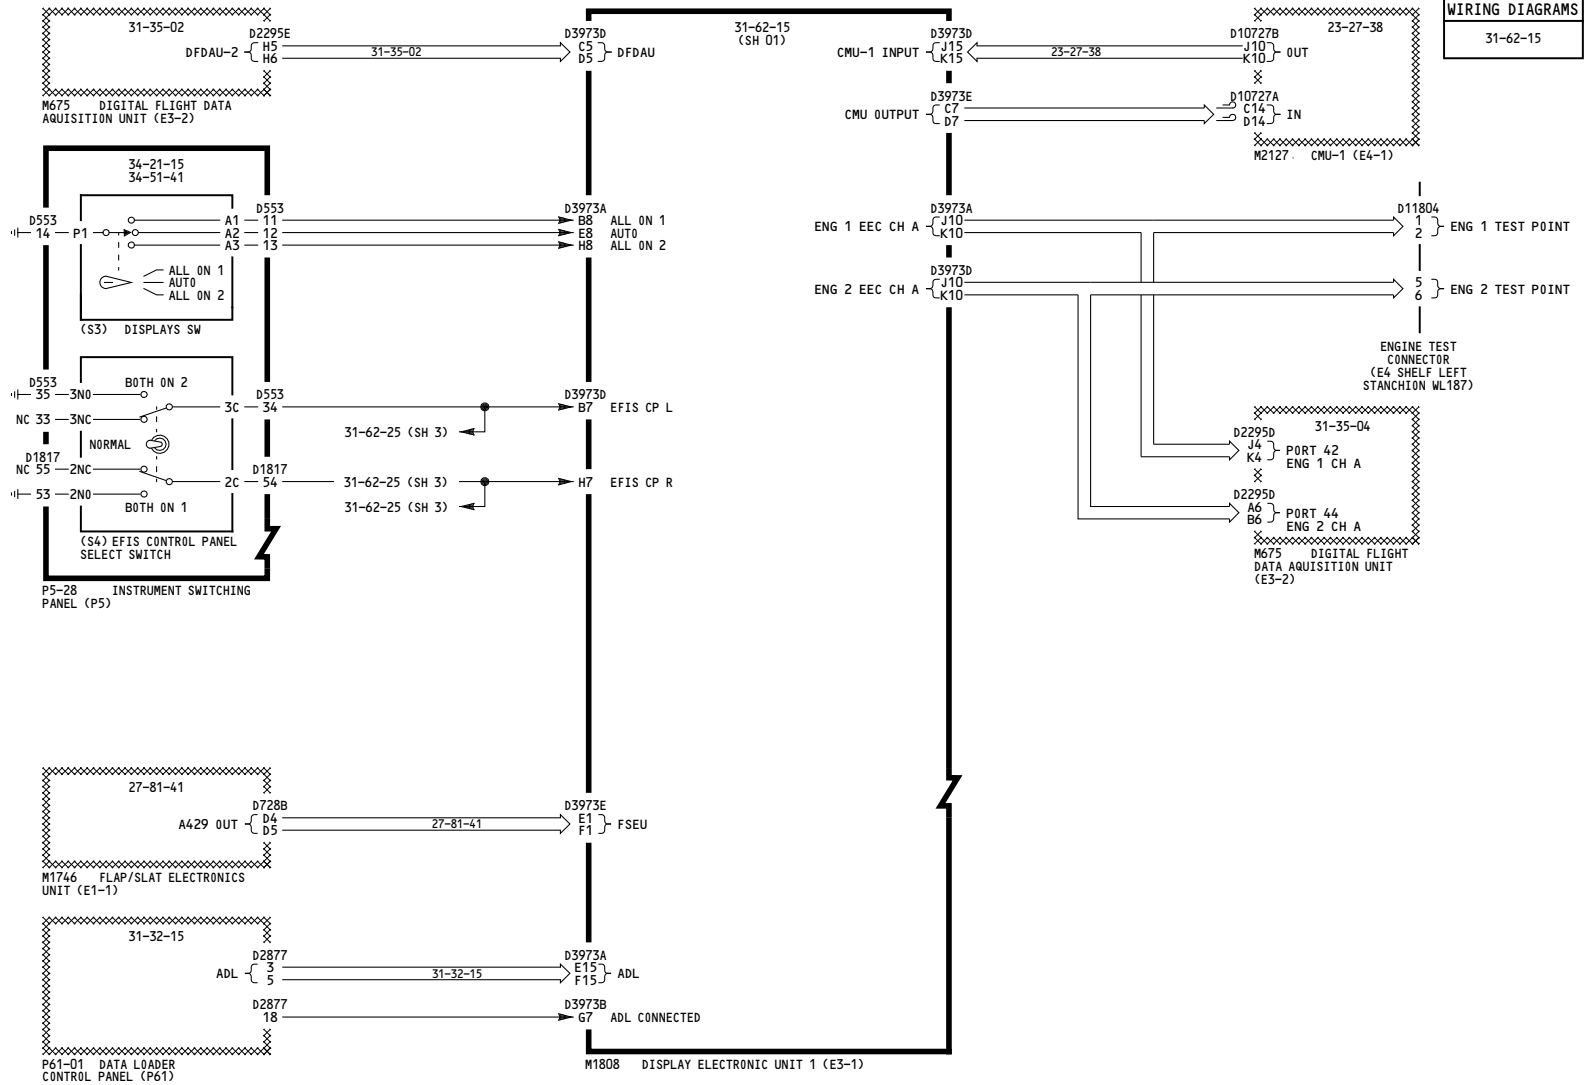 WIRING DIAGRAMS
31-62-15
31-35-02
D2295E
DFDAU-2
H5
H6
31-35-02
D3973D
C5
D5
DFDAU
M675 DIGITAL FLIGHT DATA
AQUISITION UNIT (E3-2)
31-62-15
(SH 01)
D3973D
CMU-1 INPUT
J15
K15
23-27-38
D10727B
J10
K10
OUT
23-27-38
D3973E
CMU OUTPUT
C7
D7
D10727A
C14
D14
IN
M2127. CMU-1 (E4-1)
34-21-15
34-51-41
D553
14
P1
A1
A2
A3
D553
11
12
13
ALL ON 1
AUTO
ALL ON 2
(S3) DISPLAYS SW
D3973A
B8 ALL ON 1
E8 AUTO
H8 ALL ON 2
D3973A
ENG 1 EEC CH A
J10
K10
D11804
1
2
ENG 1 TEST POINT
D3973D
ENG 2 EEC CH A
J10
K10
5
6
ENG 2 TEST POINT
ENGINE TEST
CONNECTOR
(E4 SHELF LEFT
STANCHION WL187)
D553
35 3NO
BOTH ON 2
NC 33 3NC
3C
D553
34
NORMAL
D1817
NC 55 2NC
2C
D1817
54
53 2NO
BOTH ON 1
(S4) EFIS CONTROL PANEL
SELECT SWITCH
P5-28 INSTRUMENT SWITCHING
PANEL (P5)
31-62-25 (SH 3)
31-62-25 (SH 3)
31-62-25 (SH 3)
D3973D
B7 EFIS CP L
H7 EFIS CP R
31-35-04
D2295D
J4
K4
PORT 42
ENG 1 CH A
D2295D
A6
B6
PORT 44
ENG 2 CH A
M675 DIGITAL FLIGHT
DATA AQUISITION UNIT
(E3-2)
27-81-41
D728B
A429 OUT
D4
D5
27-81-41
D3973E
E1
F1
FSEU
M1746 FLAP/SLAT ELECTRONICS
UNIT (E1-1)
31-32-15
D2877
ADL
3
5
31-32-15
D3973A
E15
F15
ADL
D2877
18
D3973B
G7 ADL CONNECTED
P61-01 DATA LOADER
CONTROL PANEL (P61)
M1808 DISPLAY ELECTRONIC UNIT 1 (E3-1)